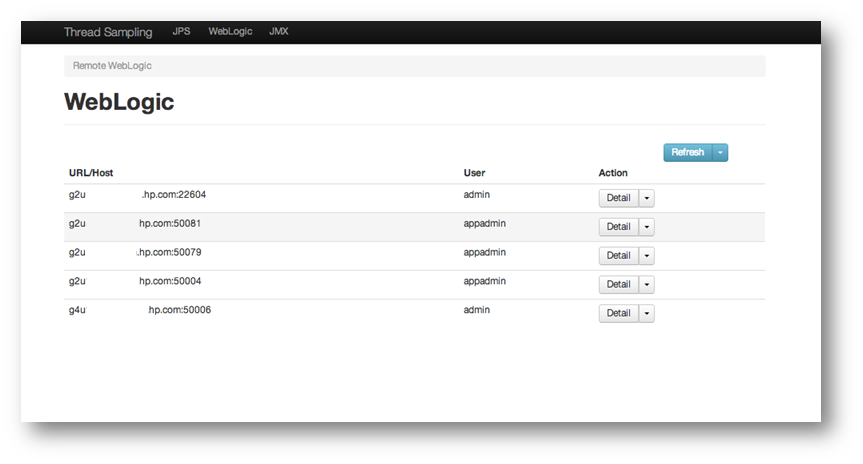 Thread Sampling JPS WebLogic JMX
Remote WebLogic
WebLogic
Refresh
URL/Host User Action
g2u .hp.com:22604 admin Detail
g2u hp.com:50081 appadmin Detail
g2u .hp.com:50079 appadmin Detail
g2u hp.com:50004 appadmin Detail
g4u .hp.com:50006 admin Detail